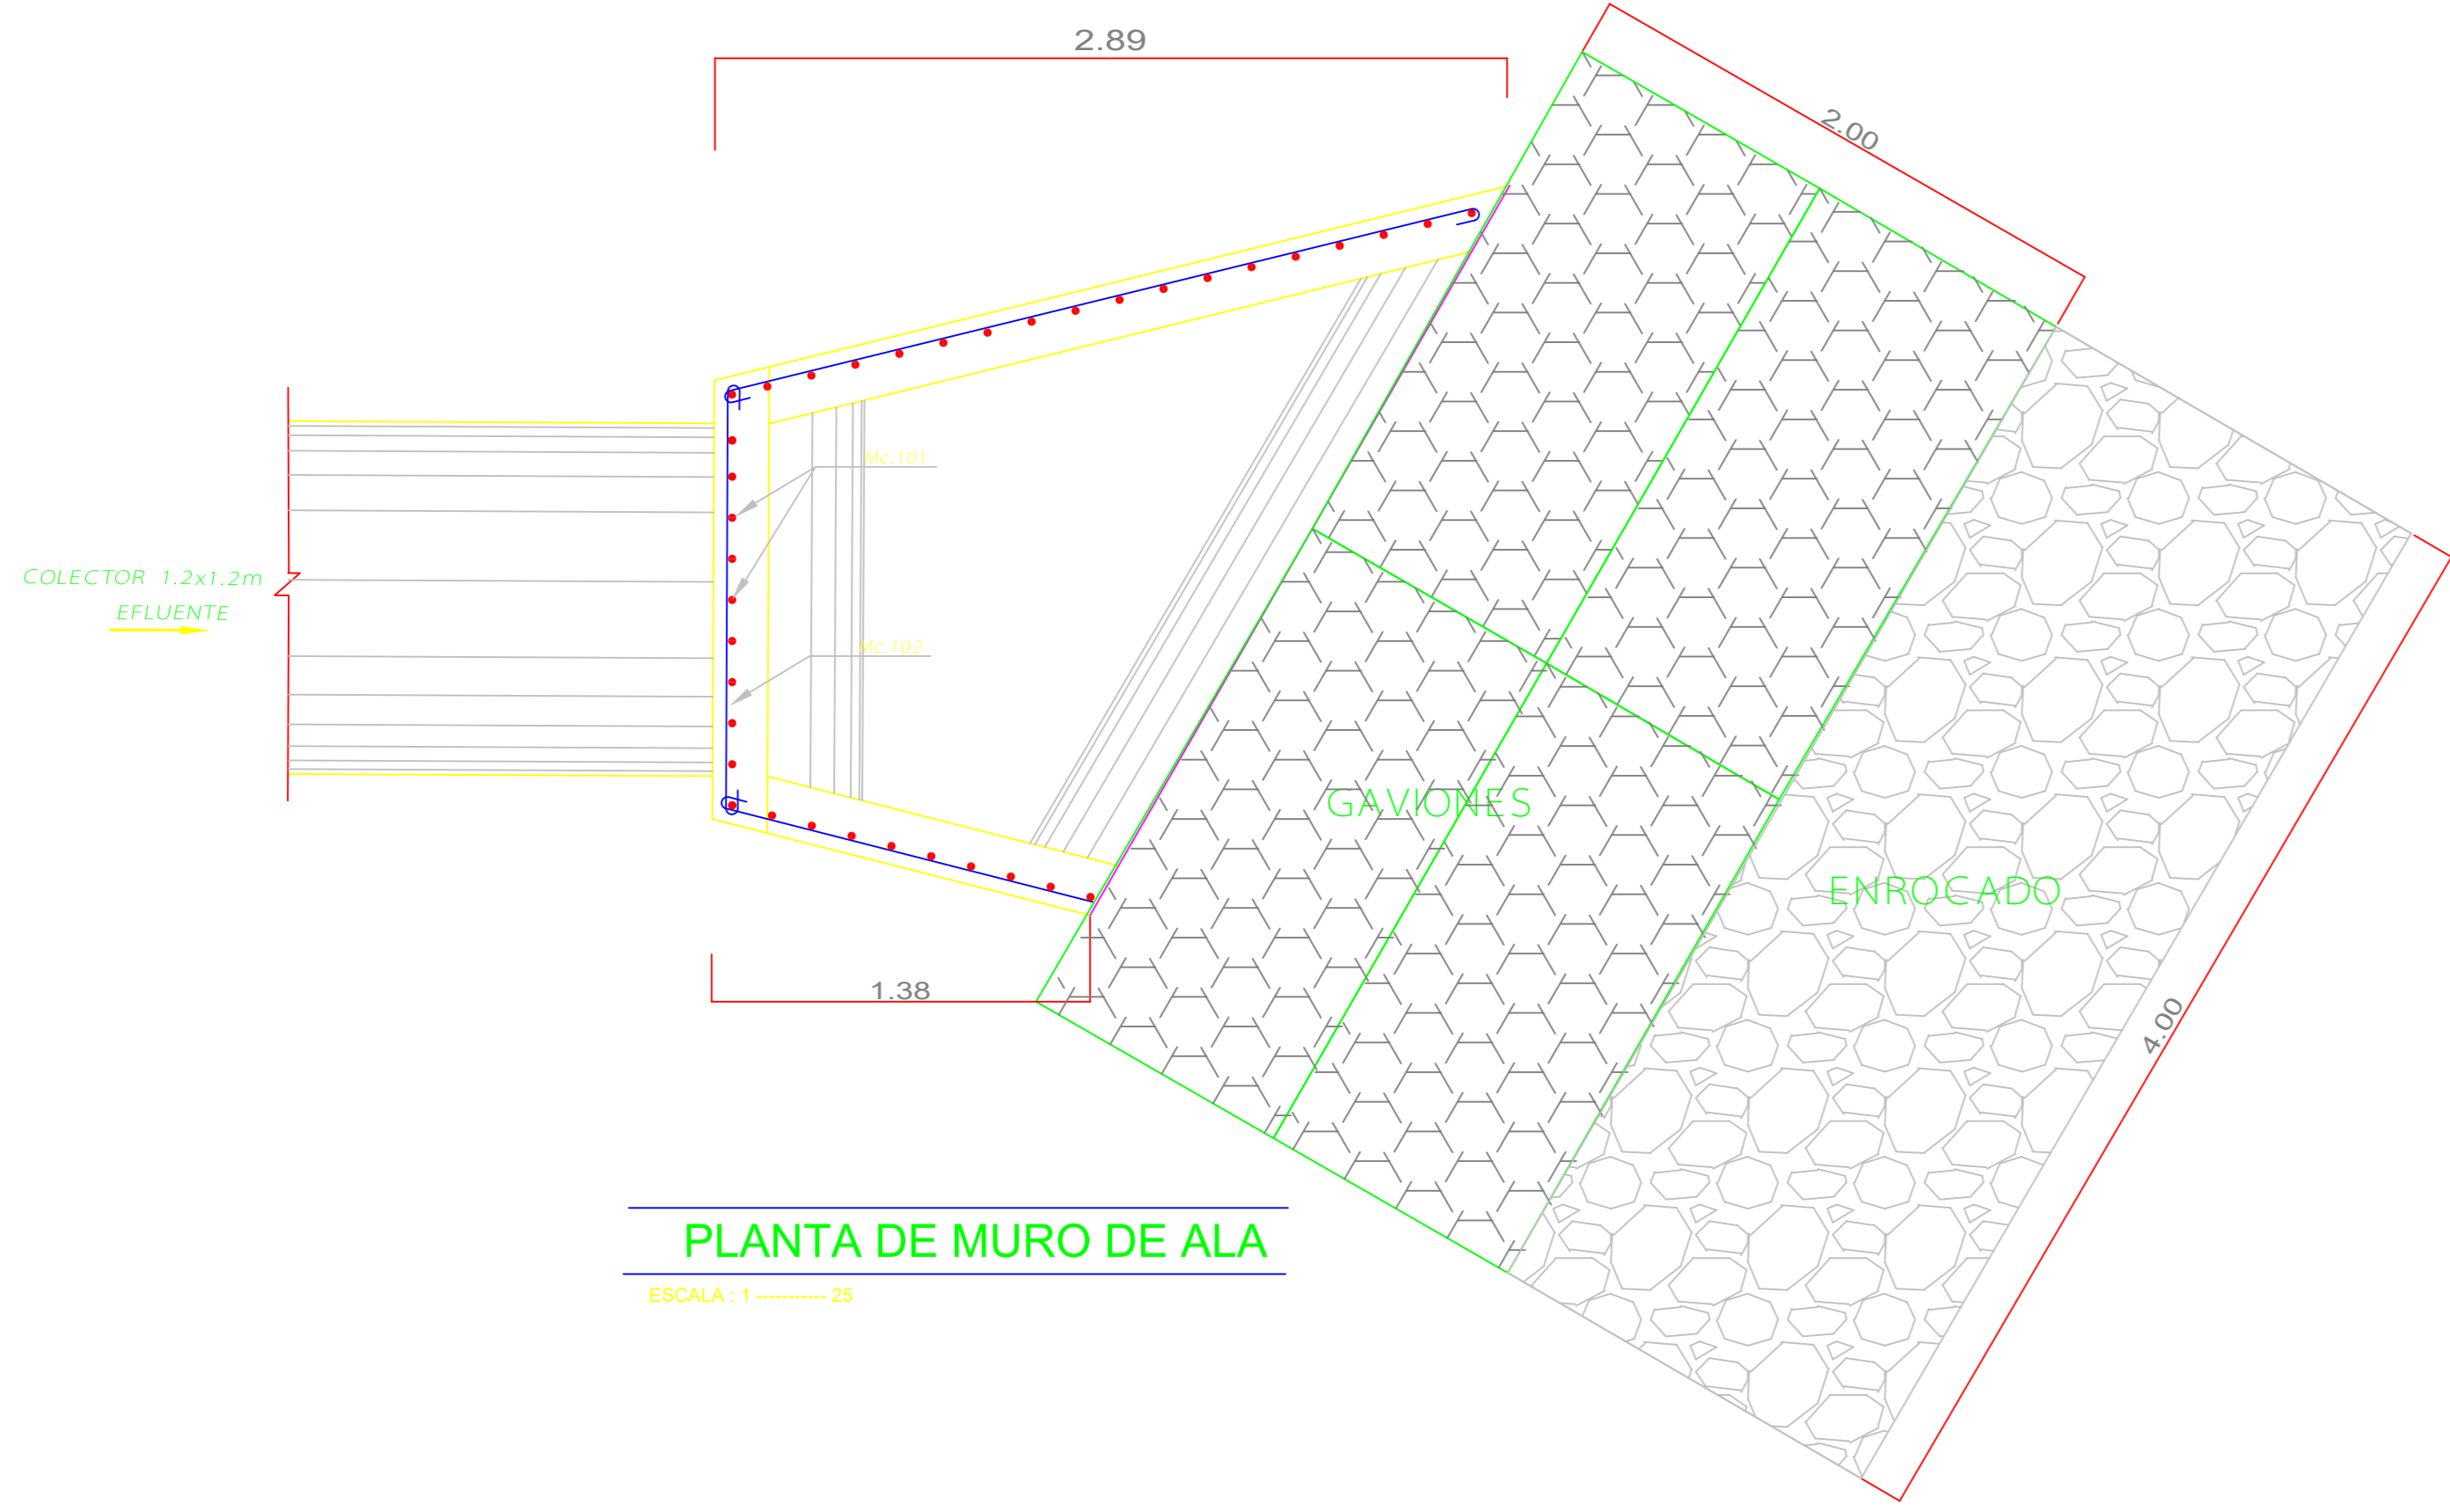 2.89
2.00
Mc.101
COLECTOR 1.2x1.2m
EFLUENTE
Mc.102
GAVIONES
ENROCADO
1.38
4.00
PLANTA DE MURO DE ALA
ESCALA : 1 ----------- 25